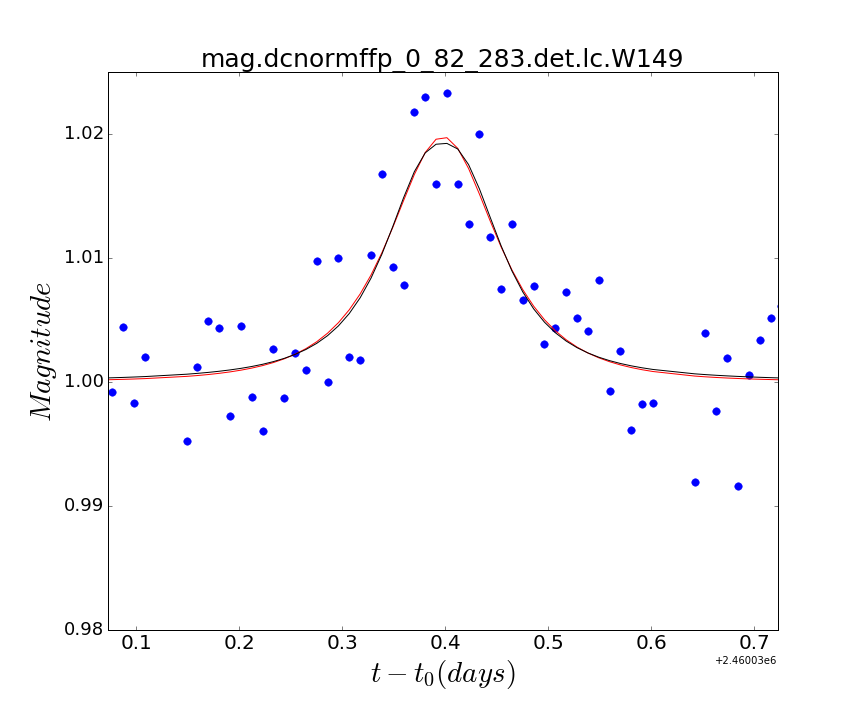 mag.dcnormffp_0_82_283.det.lc.W149
1.02
1.01
1.00
0.99
0.98
Magnitude
0.1 0.2 0.3 0.4 0.5 0.6 0.7
+2.46003e6
t − t₀(days)